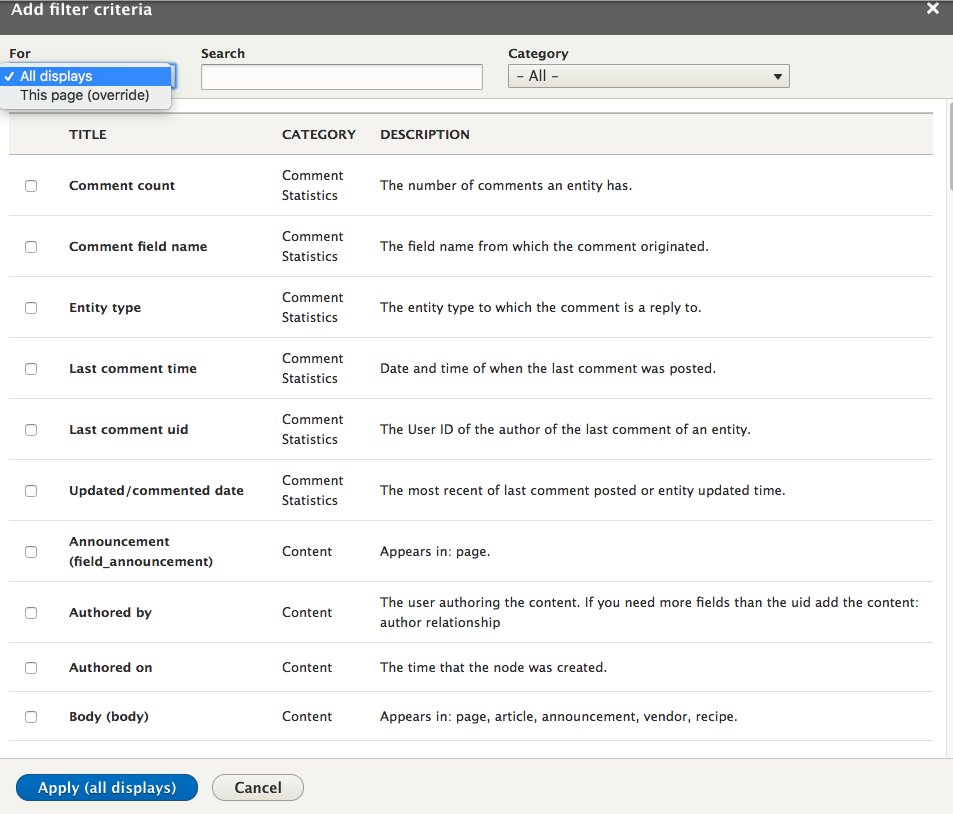 Add filter criteria
For
Search
Category
All displays
This page (override)
– All –
TITLE CATEGORY DESCRIPTION
Comment count
Comment
Statistics
The number of comments an entity has.
Comment field name
Comment
Statistics
The field name from which the comment originated.
Entity type
Comment
Statistics
The entity type to which the comment is a reply to.
Last comment time
Comment
Statistics
Date and time of when the last comment was posted.
Last comment uid
Comment
Statistics
The User ID of the author of the last comment of an entity.
Updated/commented date
Comment
Statistics
The most recent of last comment posted or entity updated time.
Announcement
(field_announcement)
Content
Appears in: page.
Authored by
Content
The user authoring the content. If you need more fields than the uid add the content:
author relationship
Authored on
Content
The time that the node was created.
Body (body)
Content
Appears in: page, article, announcement, vendor, recipe.
Apply (all displays)
Cancel